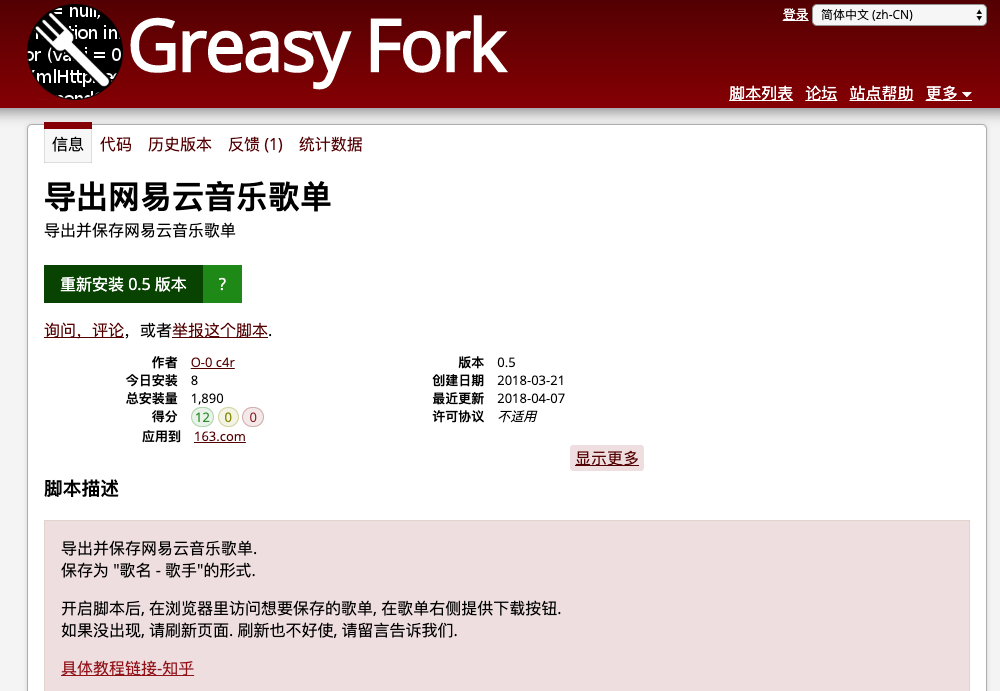 = null,
ration in
or (va i = 0
XmlHttp
Greasy Fork
登录 简体中文 (zh-CN)
脚本列表 论坛 站点帮助 更多
信息 代码 历史版本 反馈 (1) 统计数据
导出网易云音乐歌单
导出并保存网易云音乐歌单
重新安装 0.5 版本 ?
询问，评论，或者举报这个脚本.
作者 O-0 c4r 版本 0.5
今日安装 8 创建日期 2018-03-21
总安装量 1,890 最近更新 2018-04-07
得分 12 0 0 许可协议 不适用
应用到 163.com
显示更多
脚本描述
导出并保存网易云音乐歌单.
保存为 "歌名 - 歌手"的形式.
开启脚本后, 在浏览器里访问想要保存的歌单, 在歌单右侧提供下载按钮.
如果没出现, 请刷新页面. 刷新也不好使, 请留言告诉我们.
具体教程链接-知乎